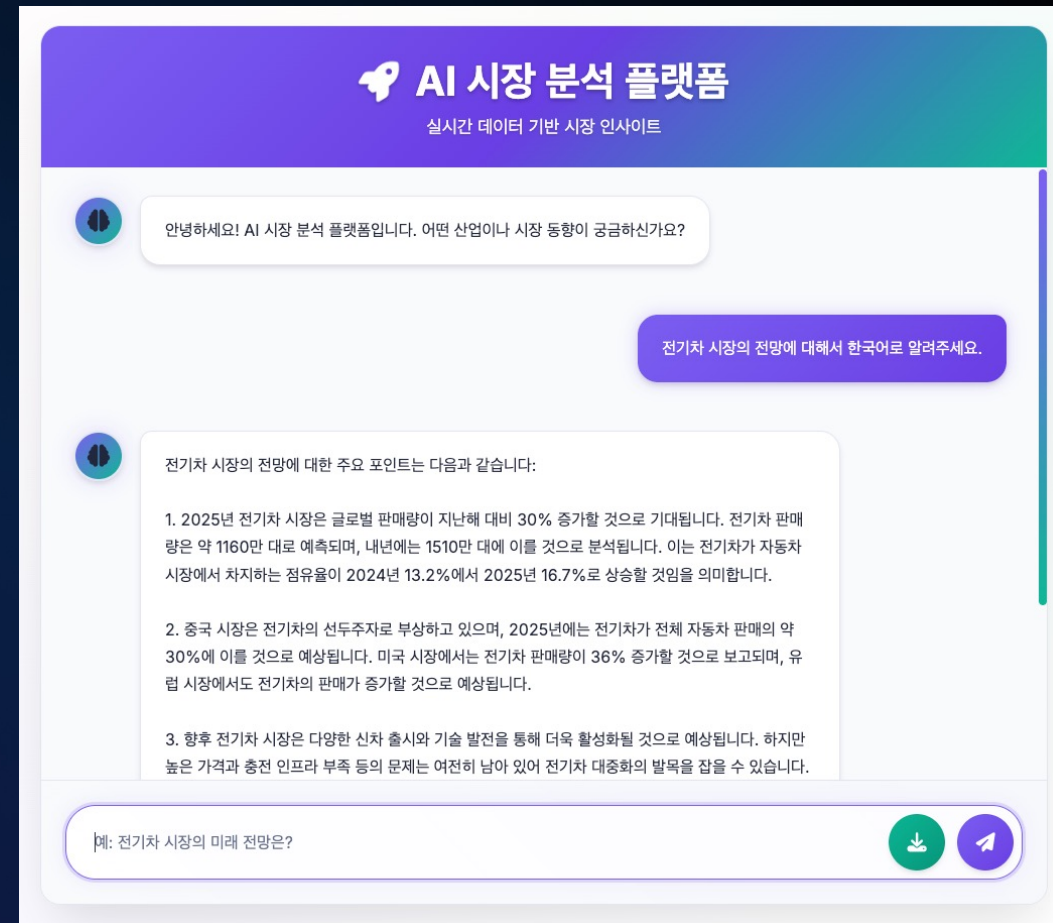 AI 시장 분석 플랫폼
실시간 데이터 기반 시장 인사이트
안녕하세요! AI 시장 분석 플랫폼입니다. 어떤 산업이나 시장 동향이 궁금하신가요?
전기차 시장의 전망에 대해서 한국어로 알려주세요.
전기차 시장의 전망에 대한 주요 포인트는 다음과 같습니다:
1. 2025년 전기차 시장은 글로벌 판매량이 지난해 대비 30% 증가할 것으로 기대됩니다. 전기차 판매
량은 약 1160만 대로 예측되며, 내년에는 1510만 대에 이를 것으로 분석됩니다. 이는 전기차가 자동차
시장에서 차지하는 점유율이 2024년 13.2%에서 2025년 16.7%로 상승할 것임을 의미합니다.
2. 중국 시장은 전기차의 선두주자로 부상하고 있으며, 2025년에는 전기차가 전체 자동차 판매의 약
30%에 이를 것으로 예상됩니다. 미국 시장에서는 전기차 판매량이 36% 증가할 것으로 보고되며, 유
럽 시장에서도 전기차의 판매가 증가할 것으로 예상됩니다.
3. 향후 전기차 시장은 다양한 신차 출시와 기술 발전을 통해 더욱 활성화될 것으로 예상됩니다. 하지만
높은 가격과 충전 인프라 부족 등의 문제는 여전히 남아 있어 전기차 대중화의 발목을 잡을 수 있습니다.
예: 전기차 시장의 미래 전망은?